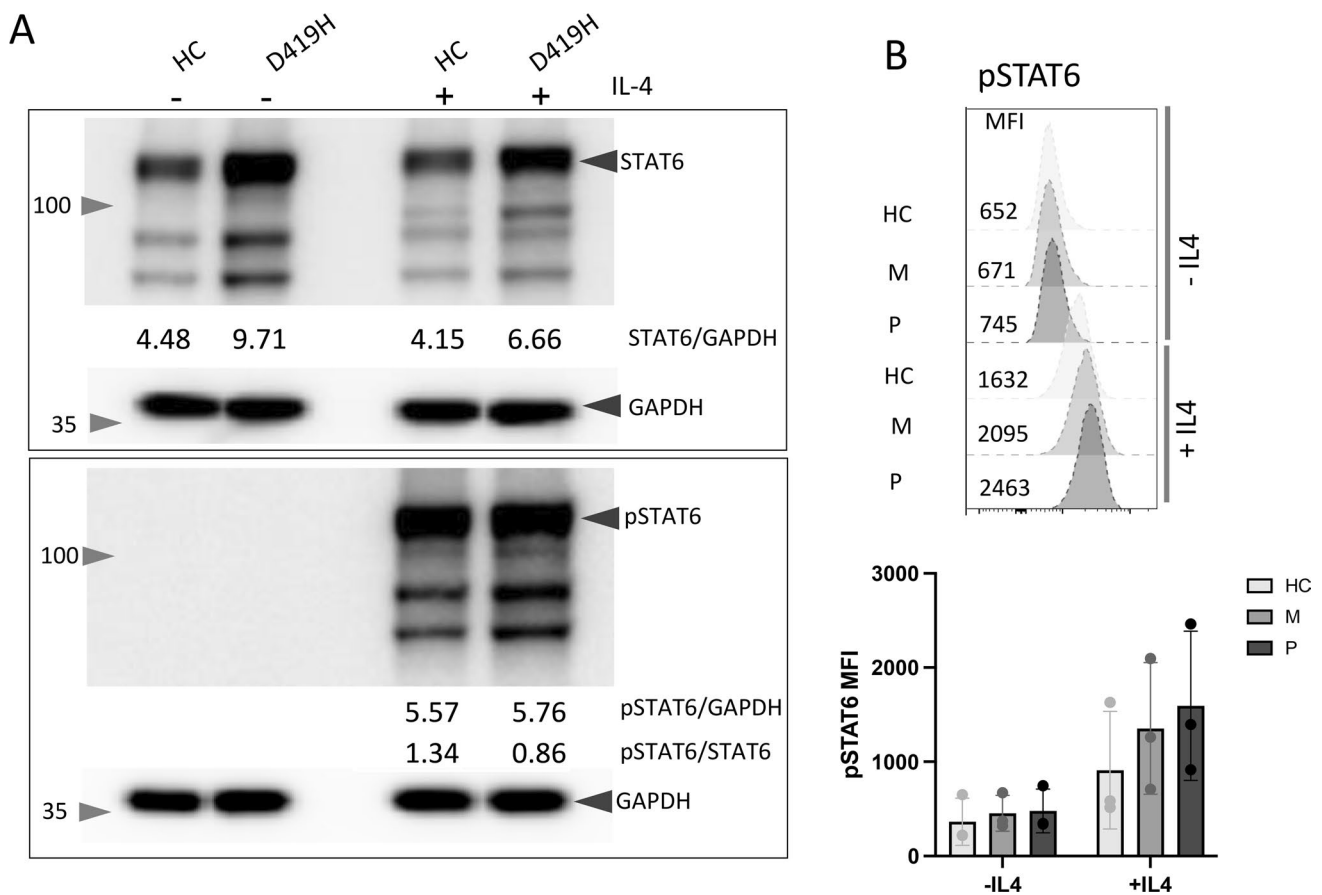 A
HC D419H HC D419H
- - + + IL-4
STAT6
100
4.48 9.71 4.15 6.66 STAT6/GAPDH
GAPDH
35
pSTAT6
100
5.57 5.76 pSTAT6/GAPDH
1.34 0.86 pSTAT6/STAT6
GAPDH
35
B
pSTAT6
MFI
HC 652
M 671
P 745
- IL4
HC 1632
M 2095
P 2463
+ IL4
3000
2000
1000
0
pSTAT6 MFI
-IL4 +IL4
HC
M
P